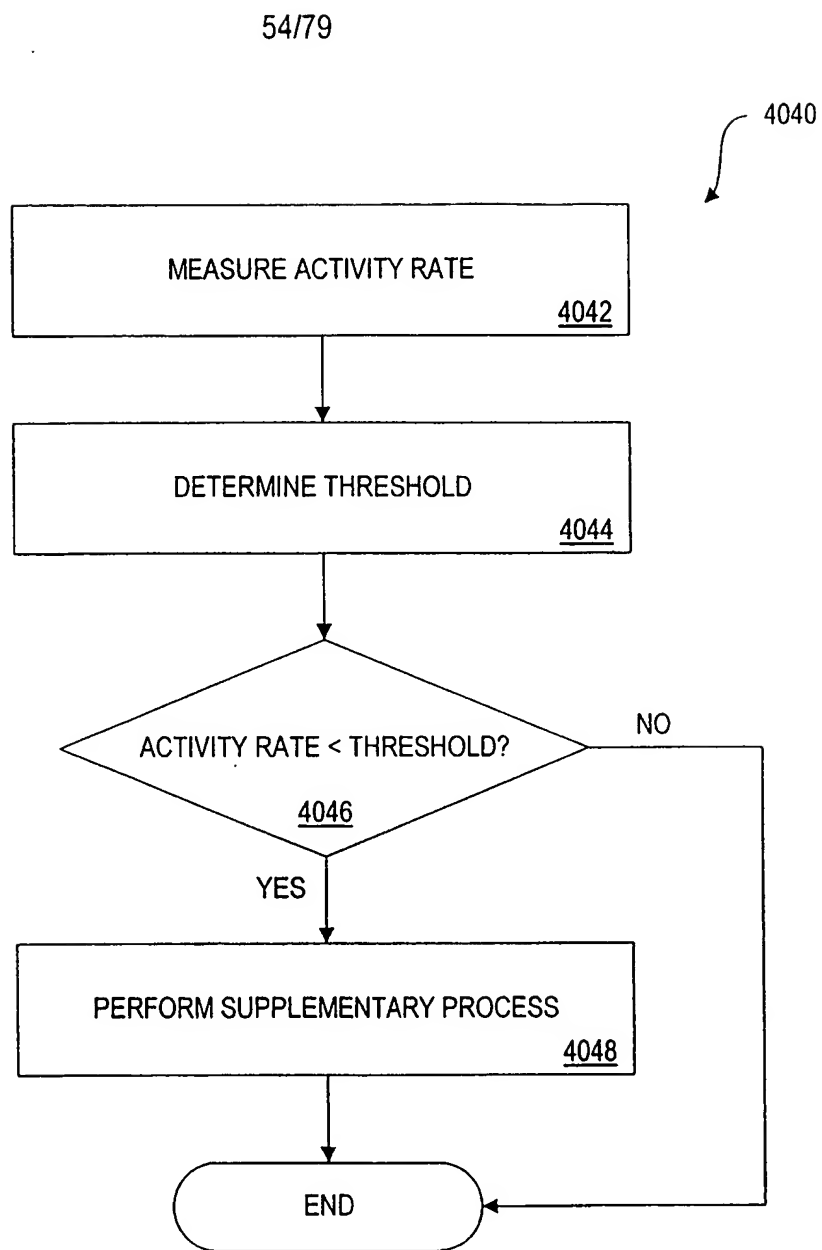 54/79
4040
MEASURE ACTIVITY RATE
4042
DETERMINE THRESHOLD
4044
ACTIVITY RATE < THRESHOLD?
4046
NO
YES
PERFORM SUPPLEMENTARY PROCESS
4048
END